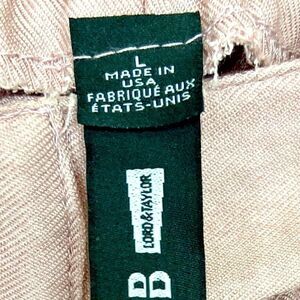 L
MADE IN
USA
FABRIQUÉ AUX
ÉTATS-UNIS
LORD & TAYLOR
B